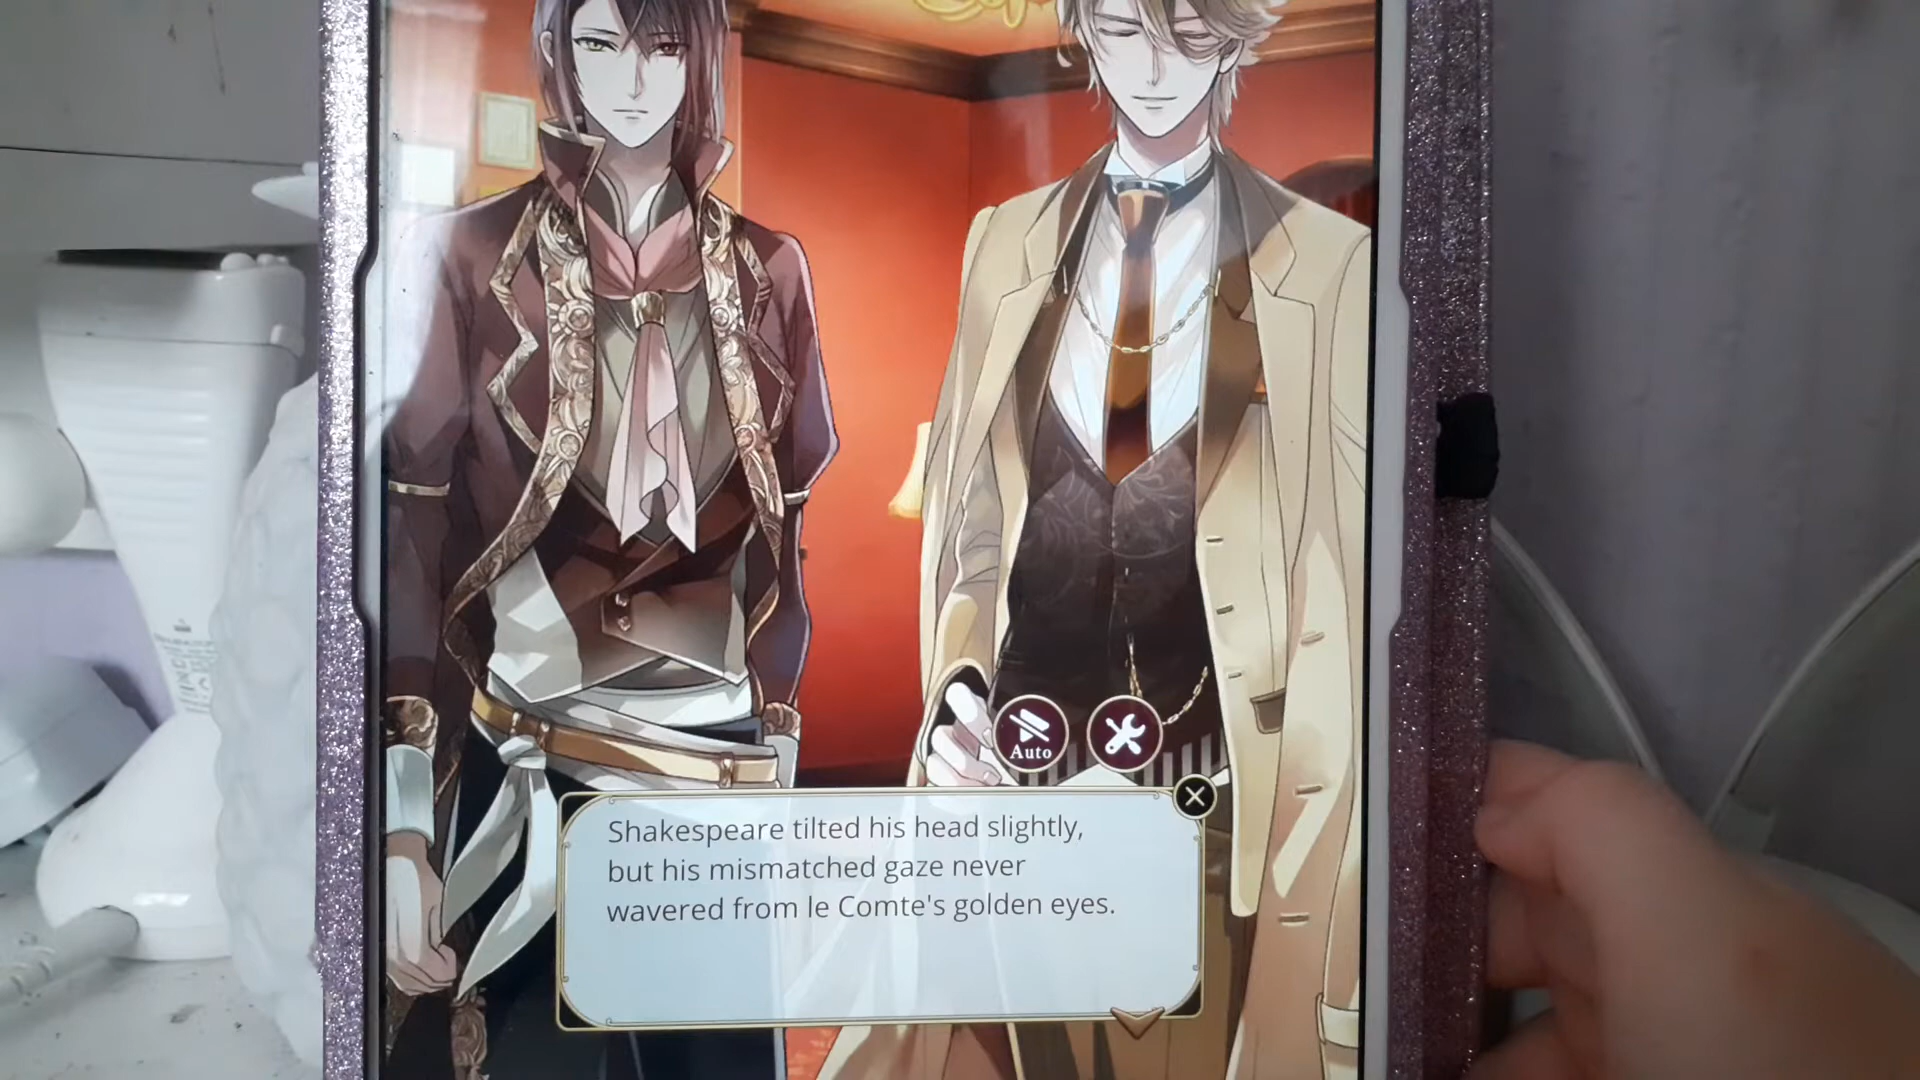 Auto
Shakespeare tilted his head slightly,
but his mismatched gaze never
wavered from le Comte's golden eyes.